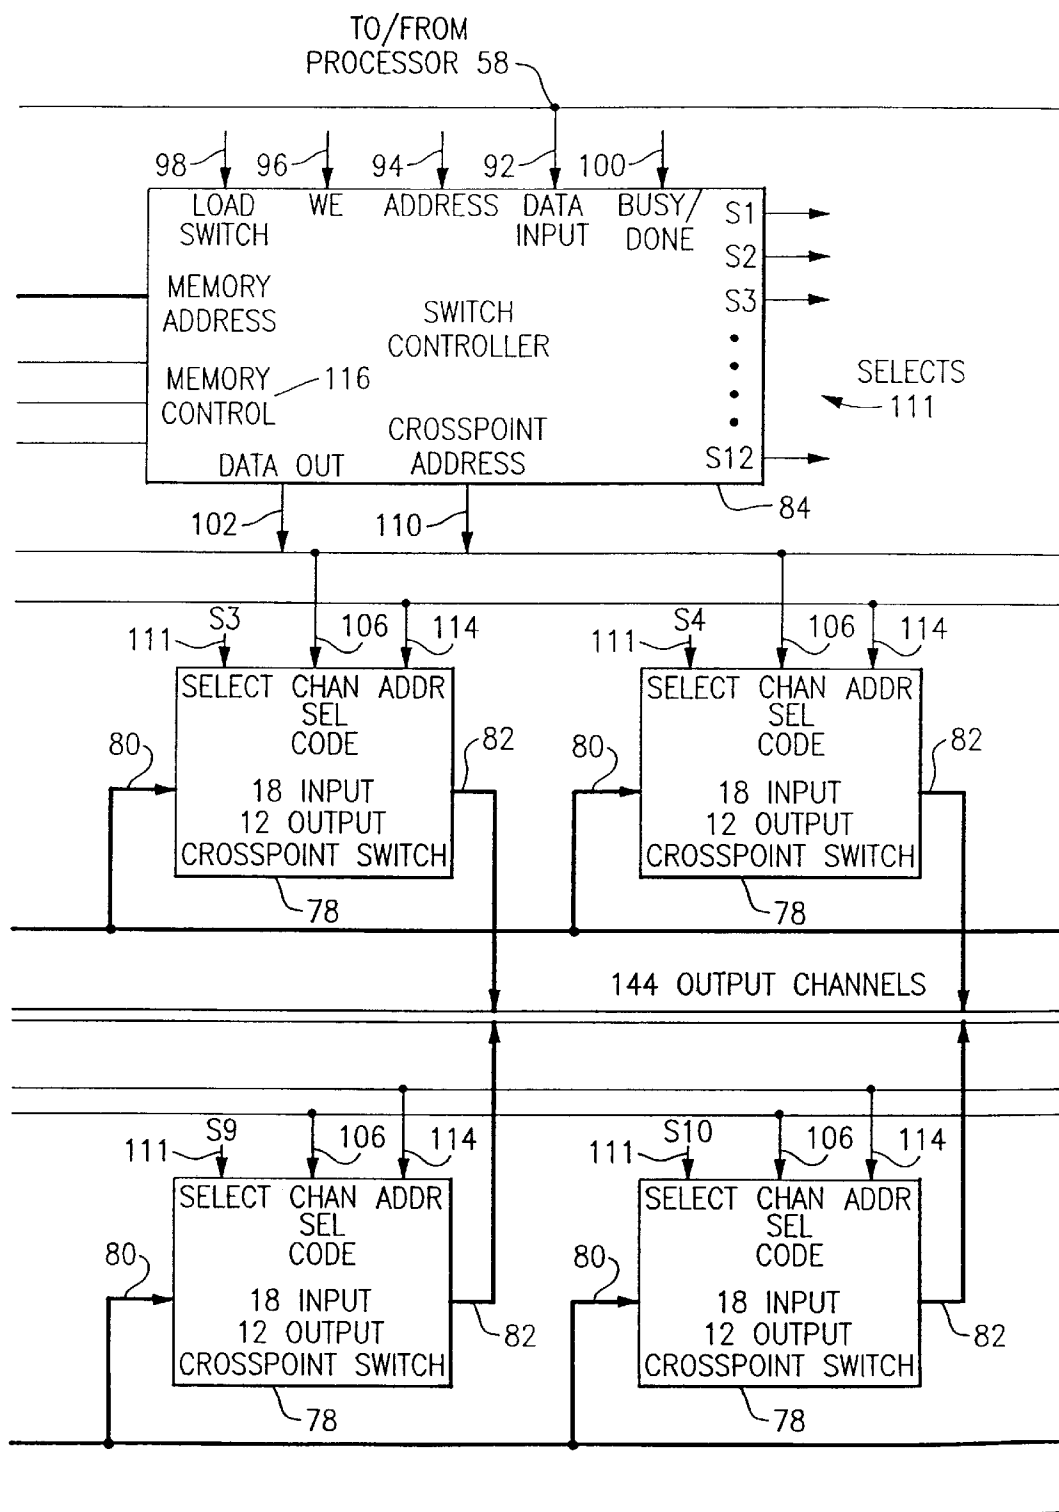 TO/FROM
PROCESSOR 58
98
96
94
92
100
LOAD
SWITCH
WE
ADDRESS
DATA
INPUT
BUSY/
DONE
S1
S2
S3
S12
MEMORY
ADDRESS
SWITCH
CONTROLLER
MEMORY
CONTROL
116
SELECTS
111
CROSSPOINT
ADDRESS
DATA OUT
84
102
110
S3
111
106
114
S4
111
106
114
SELECT CHAN ADDR
SEL
CODE
18 INPUT
12 OUTPUT
CROSSPOINT SWITCH
80
82
78
SELECT CHAN ADDR
SEL
CODE
18 INPUT
12 OUTPUT
CROSSPOINT SWITCH
80
82
78
144 OUTPUT CHANNELS
S9
111
106
114
S10
111
106
114
SELECT CHAN ADDR
SEL
CODE
18 INPUT
12 OUTPUT
CROSSPOINT SWITCH
80
82
78
SELECT CHAN ADDR
SEL
CODE
18 INPUT
12 OUTPUT
CROSSPOINT SWITCH
80
82
78